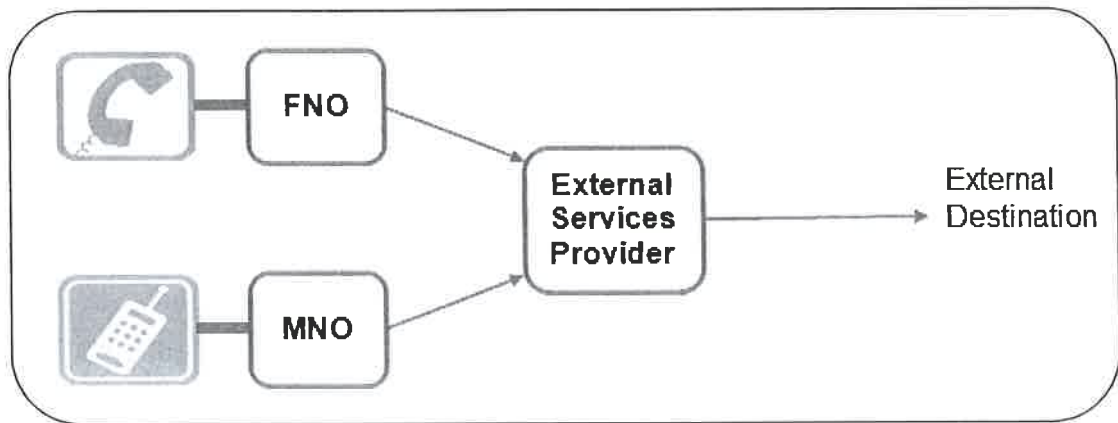 FNO
External
Services
Provider
External
Destination
MNO